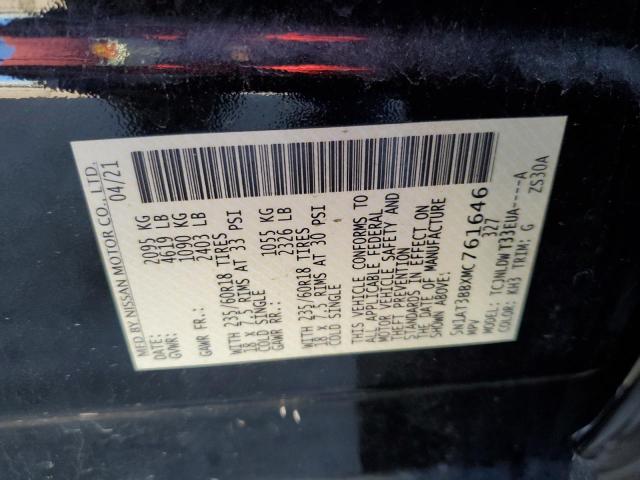 MFD BY NISSAN MOTOR CO., LTD.
DATE: 04/21
GVWR: 2095 KG
4619 LB
GAWR FR.: 1090 KG
2403 LB
WITH 235/60R18 TIRES
18 X 7.5 RIMS AT 33 PSI
COLD SINGLE
GAWR RR.: 1055 KG
2326 LB
WITH 235/60R18 TIRES
18 X 7.5 RIMS AT 30 PSI
COLD SINGLE
THIS VEHICLE CONFORMS TO
ALL APPLICABLE FEDERAL
MOTOR VEHICLE SAFETY AND
THEFT PREVENTION
STANDARDS IN EFFECT ON
THE DATE OF MANUFACTURE
SHOWN ABOVE:
5N1AT3BBXMC761646
MPV 327
MODEL: TCJNLDWT33EUA----A
COLOR: KH3 TRIM: G
ZS30A